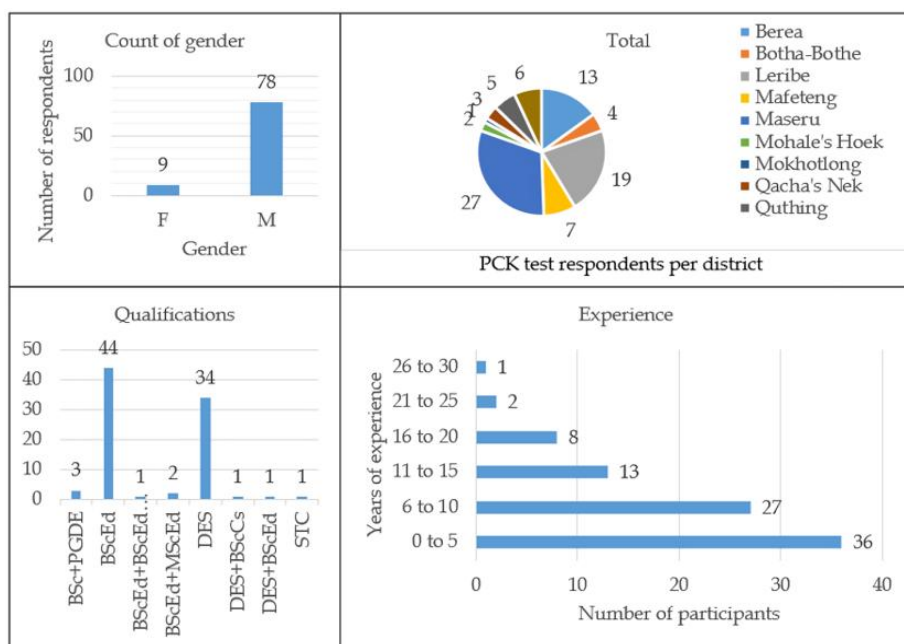 Count of gender
Number of respondents
100
50
0
9
78
F
M
Gender
Total
13
4
19
7
27
2
1
3
5
6
Berea
Botha-Bothe
Leribe
Mafeteng
Maseru
Mohale's Hoek
Mokhotlong
Qacha's Nek
Quthing
PCK test respondents per district
Qualifications
50
40
30
20
10
0
3
44
1
2
34
1
1
1
BSc+PGDE
BScEd
BScEd+BScEd...
BScEd+MScEd
DES
DES+BScCs
DES+BScEd
STC
Experience
Years of experience
26 to 30
1
21 to 25
2
16 to 20
8
11 to 15
13
6 to 10
27
0 to 5
36
0
10
20
30
40
Number of participants